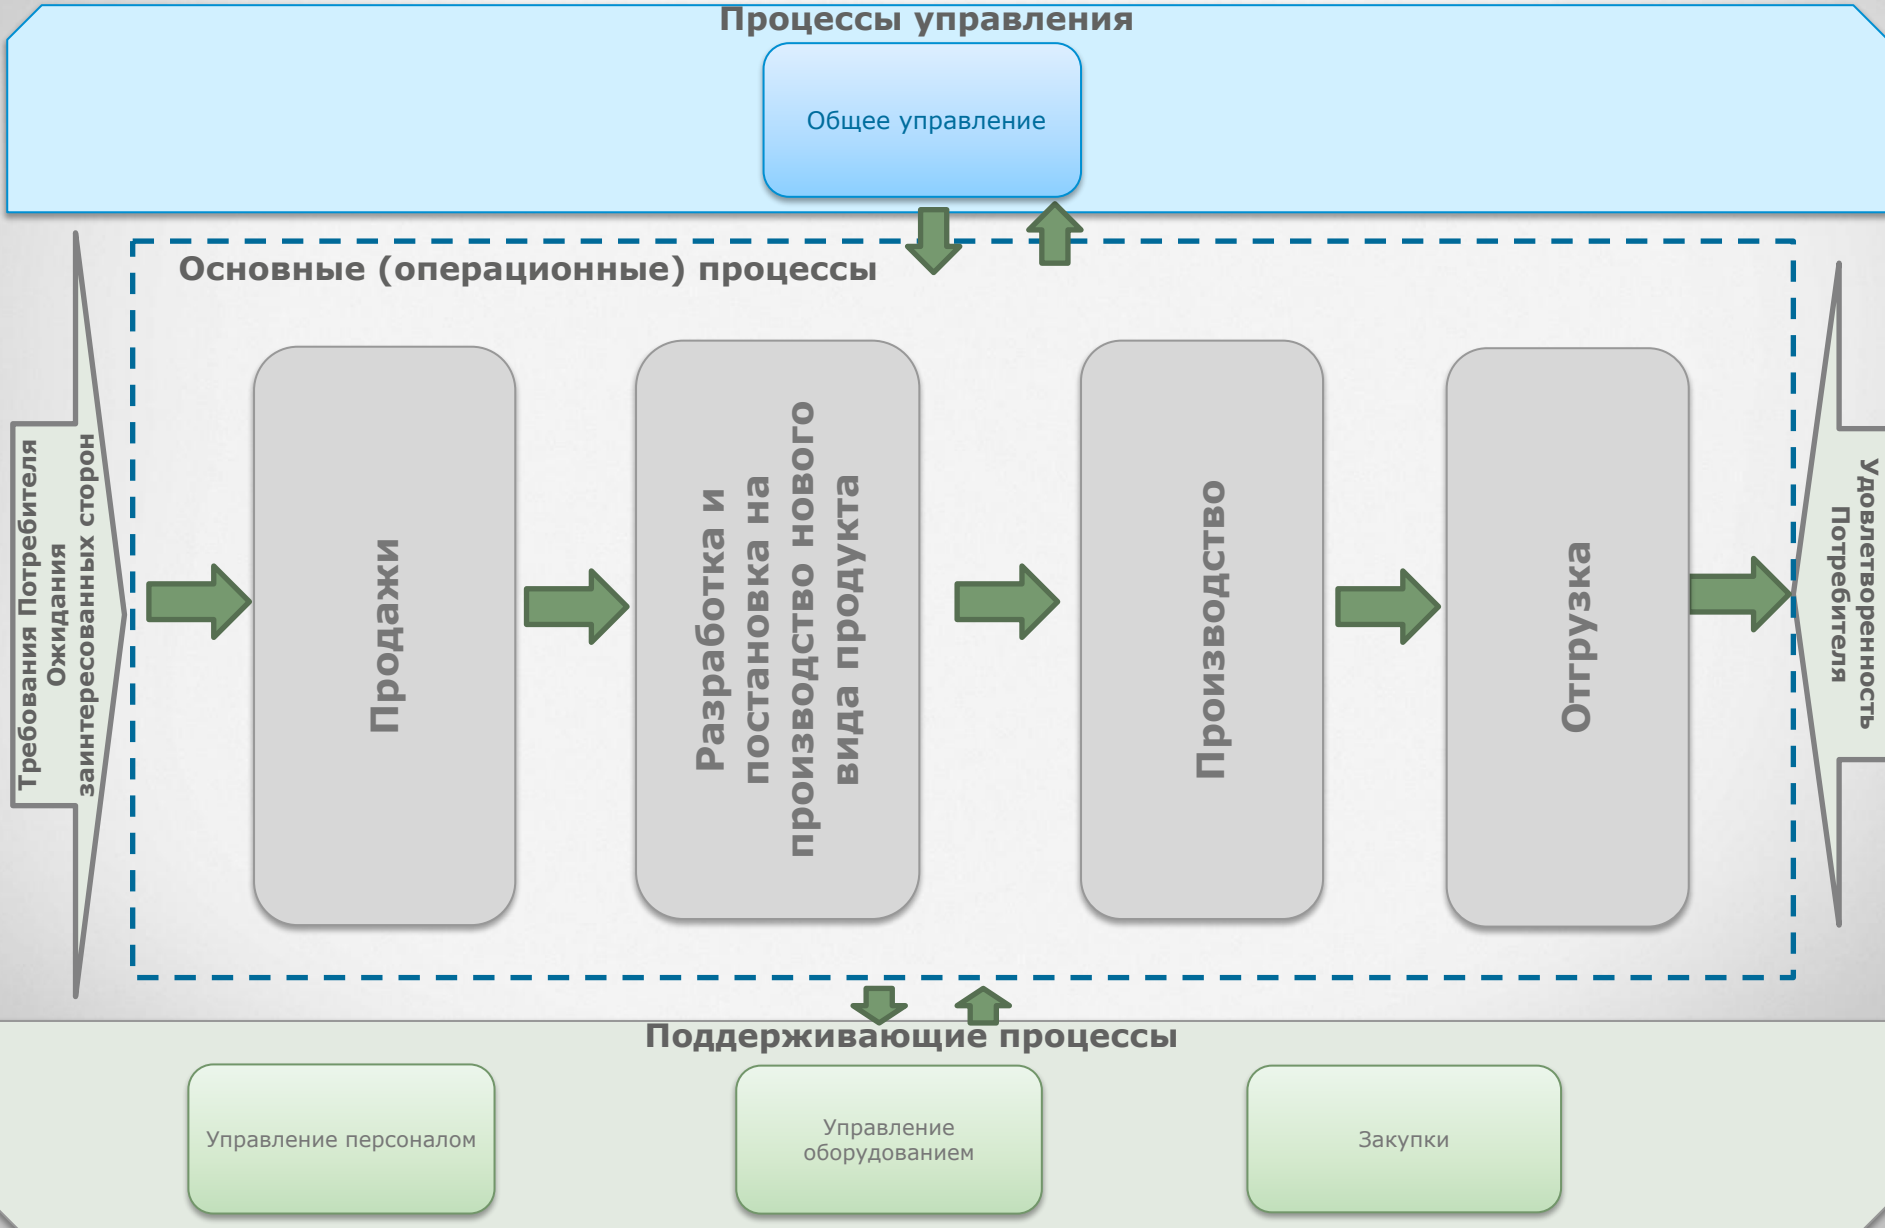 Процессы управления
Общее управление
Основные (операционные) процессы
Требования Потребителя
Ожидания
заинтересованных сторон
Продажи
Разработка и
постановка на
производство нового
вида продукта
Производство
Отгрузка
Удовлетворенность
Потребителя
Поддерживающие процессы
Управление персоналом
Управление
оборудованием
Закупки